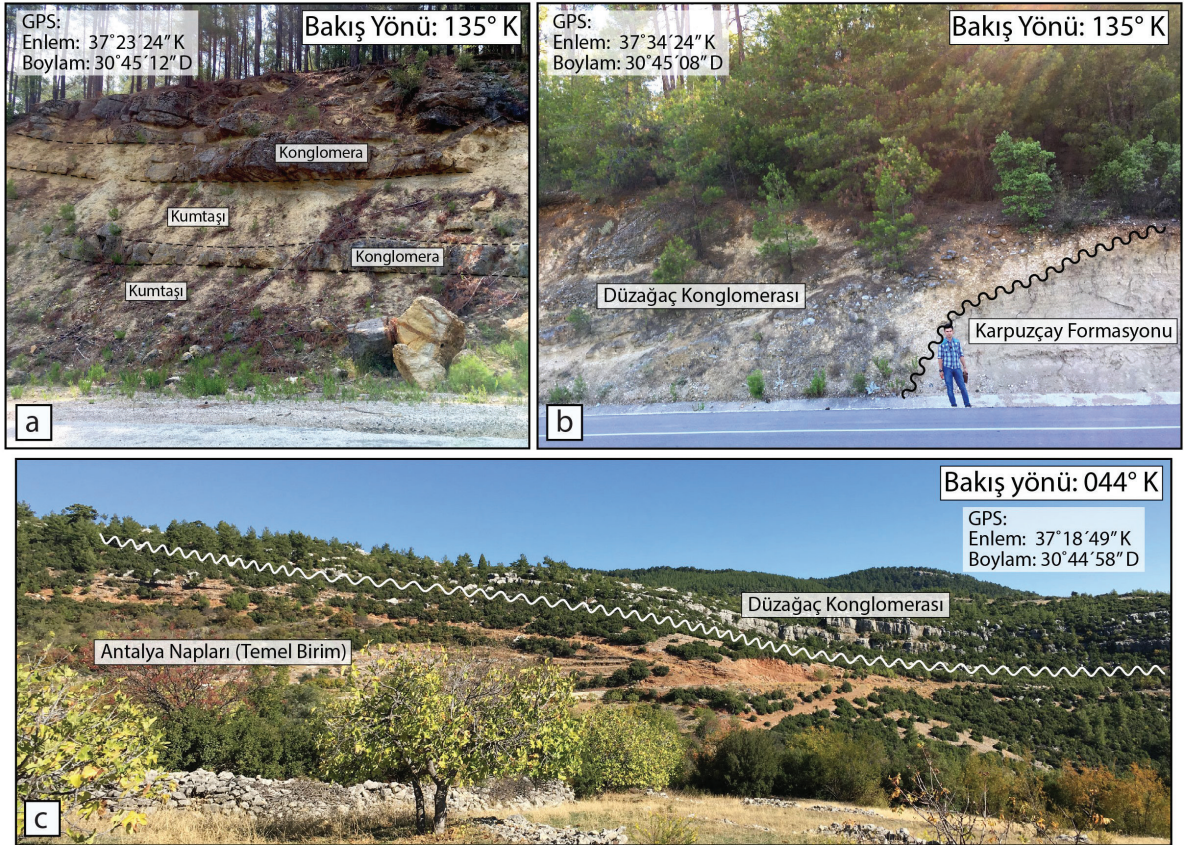 GPS:
Enlem: 37°23´24" K
Boylam: 30°45´12" D
Bakış Yönü: 135° K
Konglomera
Kumtaşı
Konglomera
Kumtaşı
a
GPS:
Enlem: 37°34´24" K
Boylam: 30°45´08" D
Bakış Yönü: 135° K
Düzağaç Konglomerası
Karpuzçay Formasyonu
b
Bakış yönü: 044° K
GPS:
Enlem: 37°18´49" K
Boylam: 30°44´58" D
Düzağaç Konglomerası
Antalya Napları (Temel Birim)
c